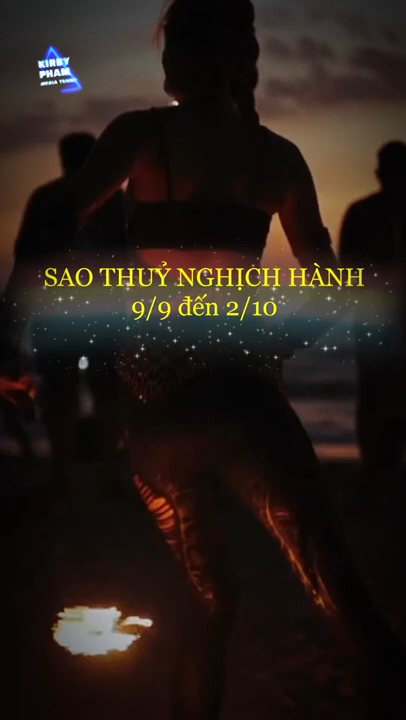 KIRBY
PHAM
MEDIA TEAM
SAO THUỶ NGHỊCH HÀNH
9/9 đến 2/10